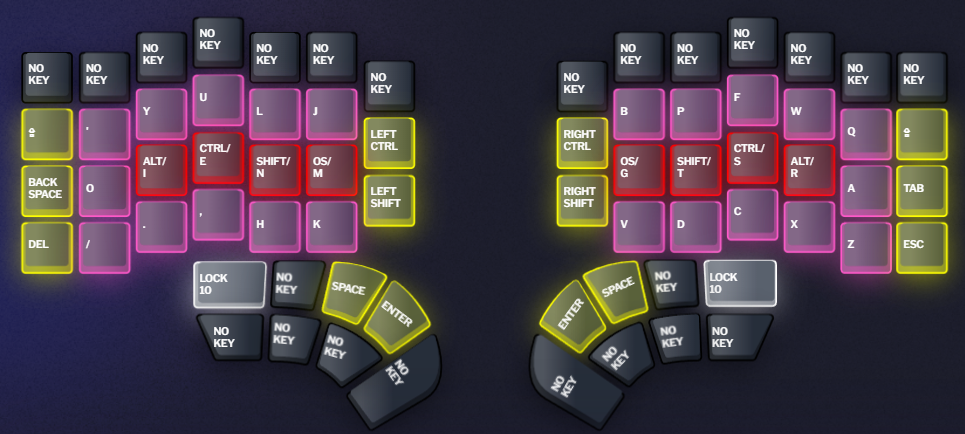 NO
KEY
NO
KEY
NO
KEY
NO
KEY
NO
KEY
NO
KEY
NO
KEY
'
Y
U
L
J
LEFT
CTRL
BACK
SPACE
O
ALT/
I
CTRL/
E
SHIFT/
N
OS/
M
LEFT
SHIFT
DEL
/
.
,
H
K
LOCK
10
NO
KEY
SPACE
ENTER
NO
KEY
NO
KEY
NO
KEY
NO
KEY
NO
KEY
NO
KEY
NO
KEY
NO
KEY
NO
KEY
NO
KEY
NO
KEY
RIGHT
CTRL
B
P
F
W
Q
RIGHT
SHIFT
OS/
G
SHIFT/
T
CTRL/
S
ALT/
R
A
TAB
V
D
C
X
Z
ESC
ENTER
SPACE
NO
KEY
LOCK
10
NO
KEY
NO
KEY
NO
KEY
NO
KEY